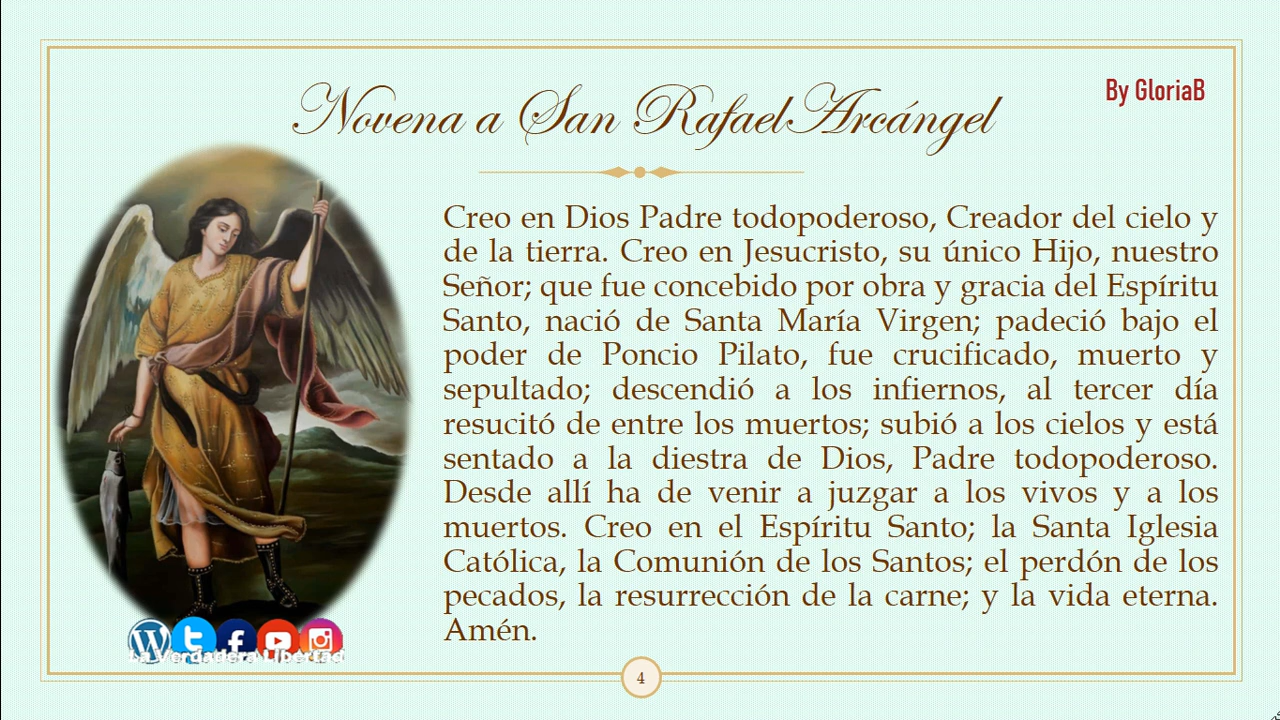 Novena a San Rafael Arcángel
By GloriaB
Creo en Dios Padre todopoderoso, Creador del cielo y
de la tierra. Creo en Jesucristo, su único Hijo, nuestro
Señor; que fue concebido por obra y gracia del Espíritu
Santo, nació de Santa María Virgen; padeció bajo el
poder de Poncio Pilato, fue crucificado, muerto y
sepultado; descendió a los infiernos, al tercer día
resucitó de entre los muertos; subió a los cielos y está
sentado a la diestra de Dios, Padre todopoderoso.
Desde allí ha de venir a juzgar a los vivos y a los
muertos. Creo en el Espíritu Santo; la Santa Iglesia
Católica, la Comunión de los Santos; el perdón de los
pecados, la resurrección de la carne; y la vida eterna.
Amén.
La Verdadera Libertad
4